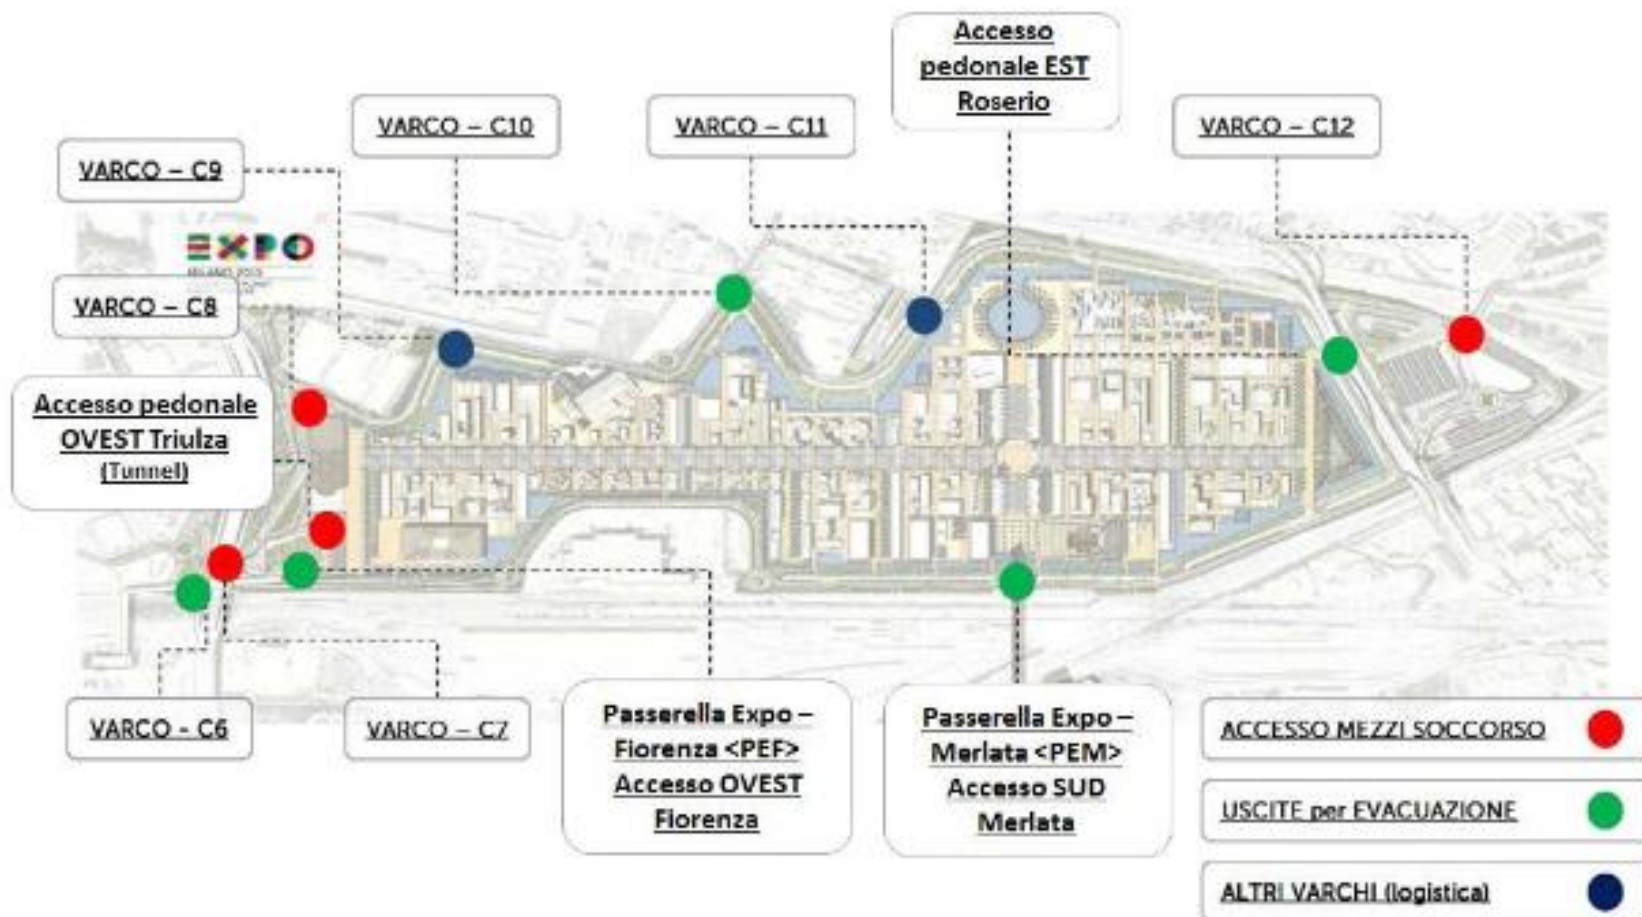 Accesso
pedonale EST
Roserio
VARCO – C10
VARCO – C11
VARCO – C12
VARCO – C9
EXPO
MILANO 2015
VARCO – C8
Accesso pedonale
OVEST Triulza
(Tunnel)
VARCO - C6
VARCO – C7
Passerella Expo –
Fiorenza <PEF>
Accesso OVEST
Fiorenza
Passerella Expo –
Merlata <PEM>
Accesso SUD
Merlata
ACCESSO MEZZI SOCCORSO
USCITE per EVACUAZIONE
ALTRI VARCHI (logistica)